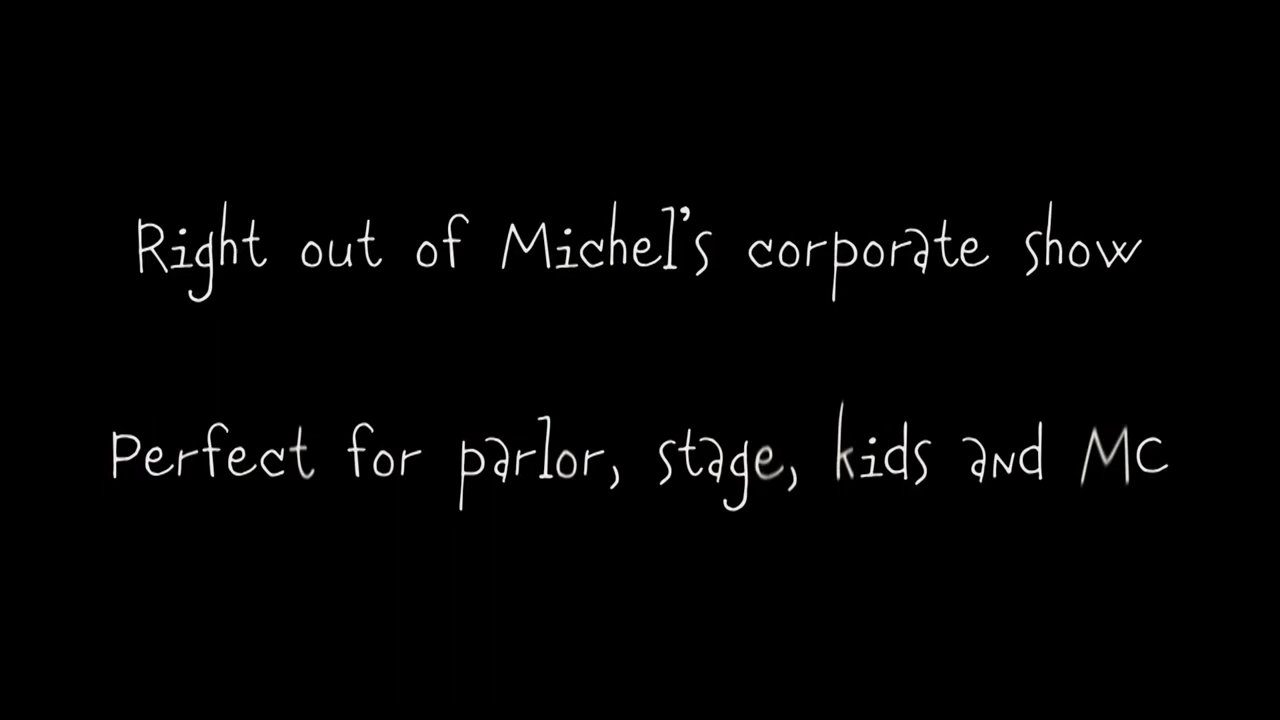 Right out of Michel's corporate show
Perfect for parlor, stage, kids and MC